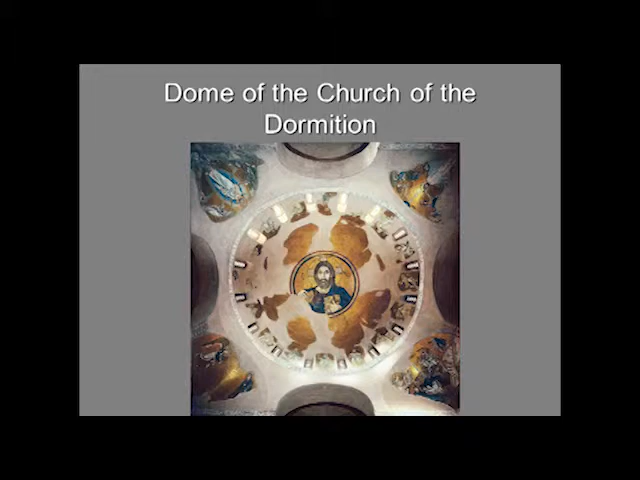 Dome of the Church of the
Dormition